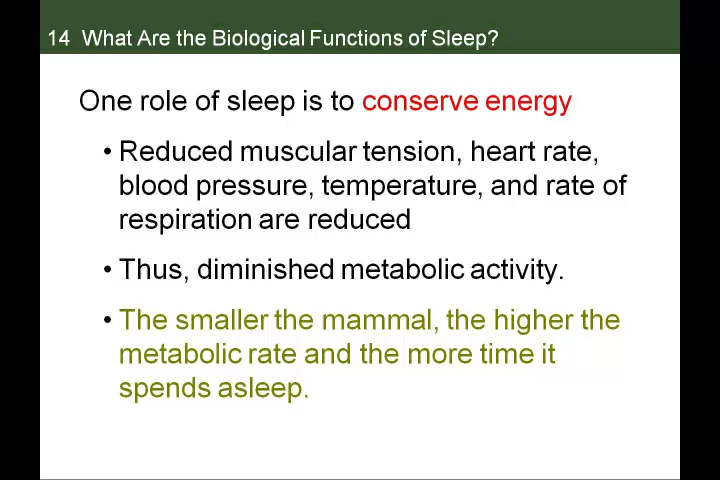 14 What Are the Biological Functions of Sleep?
One role of sleep is to conserve energy
• Reduced muscular tension, heart rate,
blood pressure, temperature, and rate of
respiration are reduced
• Thus, diminished metabolic activity.
• The smaller the mammal, the higher the
metabolic rate and the more time it
spends asleep.